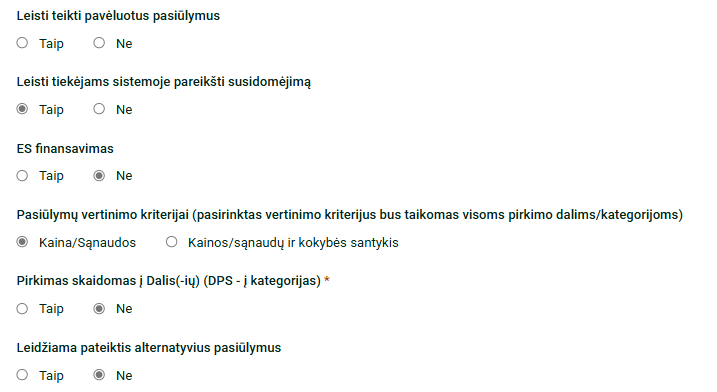 Leisti teikti pavėluotus pasiūlymus
Taip Ne
Leisti tiekėjams sistemoje pareikšti susidomėjimą
Taip Ne
ES finansavimas
Taip Ne
Pasiūlymų vertinimo kriterijai (pasirinktas vertinimo kriterijus bus taikomas visoms pirkimo dalims/kategorijoms)
Kaina/Sąnaudos Kainos/sąnaudų ir kokybės santykis
Pirkimas skaidomas į Dalis(-ių) (DPS - į kategorijas) *
Taip Ne
Leidžiama pateiktis alternatyvius pasiūlymus
Taip Ne